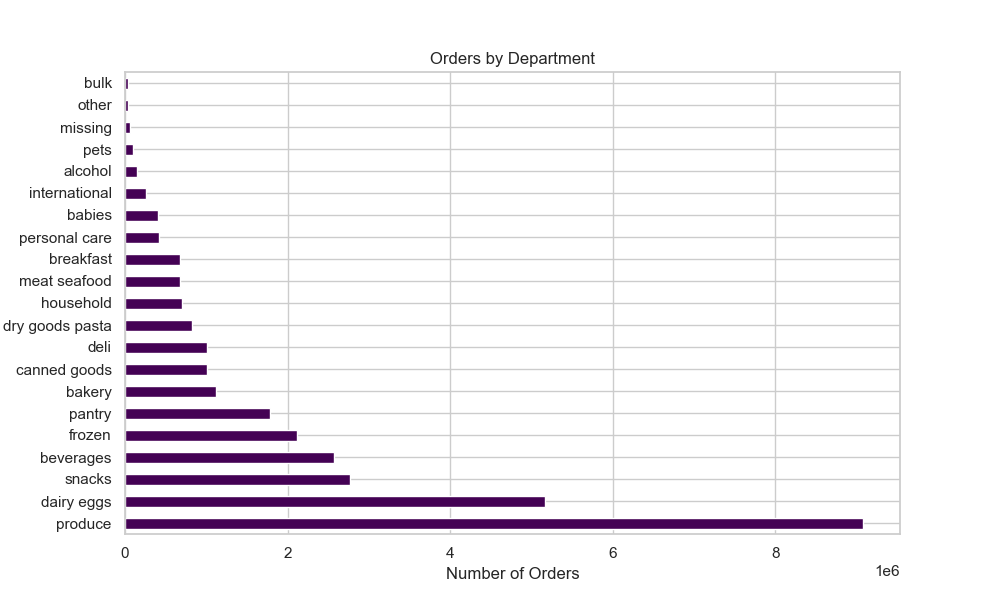 Orders by Department
bulk
other
missing
pets
alcohol
international
babies
personal care
breakfast
meat seafood
household
dry goods pasta
deli
canned goods
bakery
pantry
frozen
beverages
snacks
dairy eggs
produce
0 2 4 6 8
1e6
Number of Orders